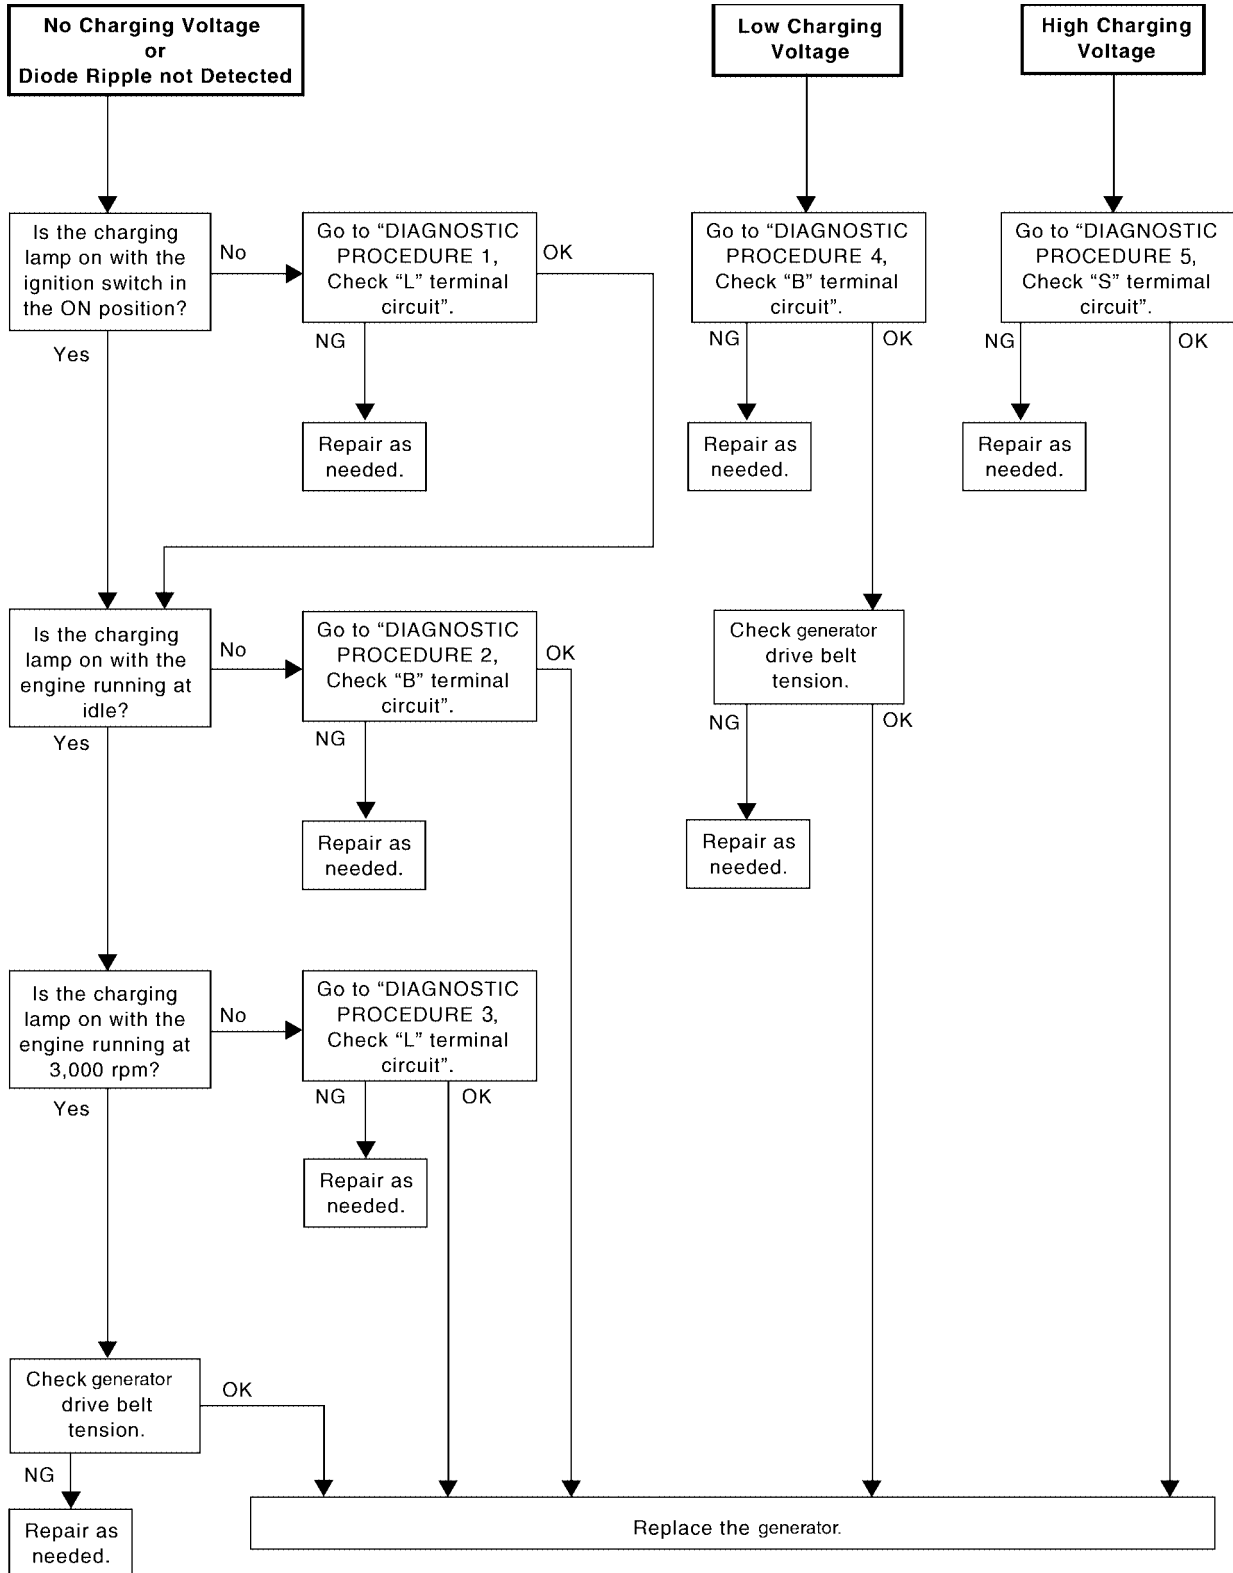 No Charging Voltage
or
Diode Ripple not Detected
Low Charging
Voltage
High Charging
Voltage
Is the charging
lamp on with the
ignition switch in
the ON position?
No
Go to “DIAGNOSTIC
PROCEDURE 1,
Check “L” terminal
circuit”.
OK
Go to “DIAGNOSTIC
PROCEDURE 4,
Check “B” terminal
circuit”.
Go to “DIAGNOSTIC
PROCEDURE 5,
Check “S” termimal
circuit”.
Yes
NG
NG
OK
NG
OK
Repair as
needed.
Repair as
needed.
Repair as
needed.
Is the charging
lamp on with the
engine running at
idle?
No
Go to “DIAGNOSTIC
PROCEDURE 2,
Check “B” terminal
circuit”.
OK
Check generator
drive belt
tension.
Yes
NG
NG
OK
Repair as
needed.
Repair as
needed.
Is the charging
lamp on with the
engine running at
3,000 rpm?
No
Go to “DIAGNOSTIC
PROCEDURE 3,
Check “L” terminal
circuit”.
Yes
NG
OK
Repair as
needed.
Check generator
drive belt
tension.
OK
NG
Repair as
needed.
Replace the generator.